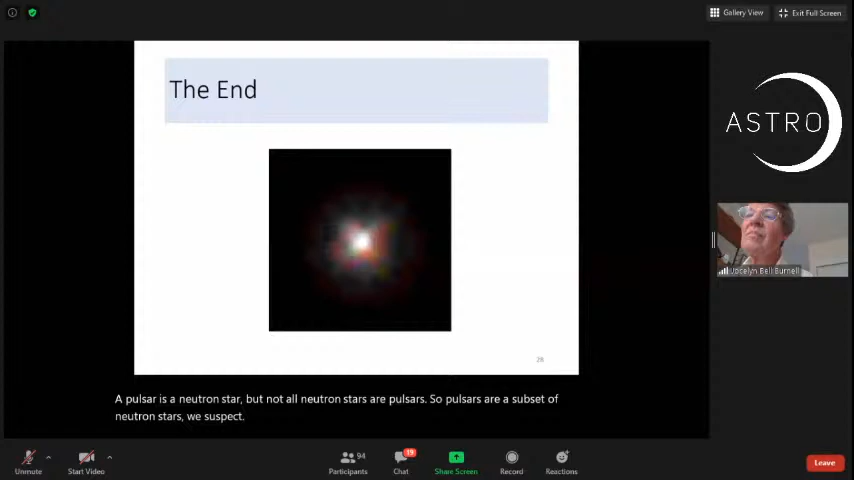 Gallery View
Exit Full Screen
The End
ASTRO
Jocelyn Bell Burnell
28
A pulsar is a neutron star, but not all neutron stars are pulsars. So pulsars are a subset of
neutron stars, we suspect.
Unmute
Start Video
94
Participants
19
Chat
Share Screen
Record
Reactions
Leave